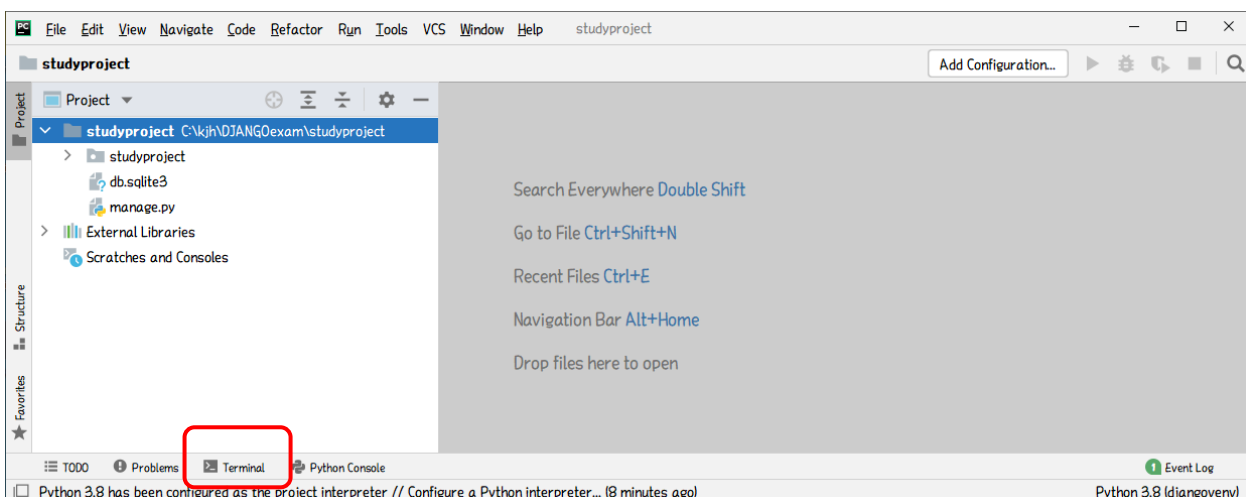 PC File Edit View Navigate Code Refactor Run Tools VCS Window Help studyproject
studyproject Add Configuration...
Project
Project
studyproject C:\kjh\DJANGOexam\studyproject
studyproject
db.sqlite3
manage.py
External Libraries
Scratches and Consoles
Search Everywhere Double Shift
Go to File Ctrl+Shift+N
Recent Files Ctrl+E
Navigation Bar Alt+Home
Drop files here to open
Structure
Favorites
TODO Problems Terminal Python Console 1 Event Log
Python 3.8 has been configured as the project interpreter // Configure a Python interpreter... (8 minutes ago) Python 3.8 (djangovenv)